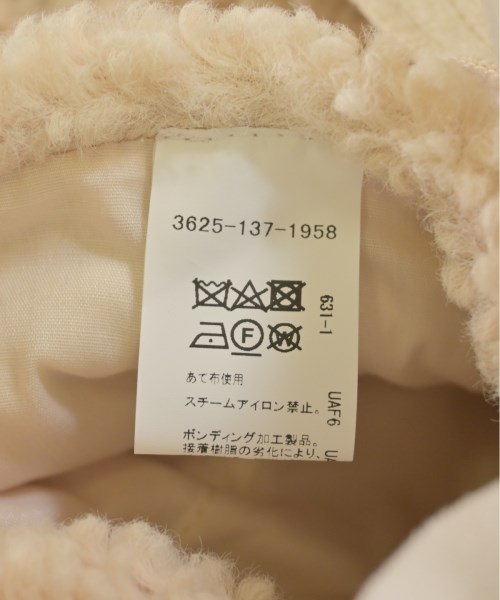 3625-137-1958
F W
あて布使用
スチームアイロン禁止。
ボンディング加工製品。
接着樹脂の劣化により、
631-1
UAF6
UA